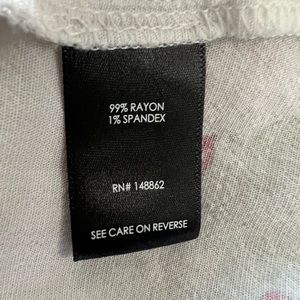 99% RAYON
1% SPANDEX
RN# 148862
SEE CARE ON REVERSE